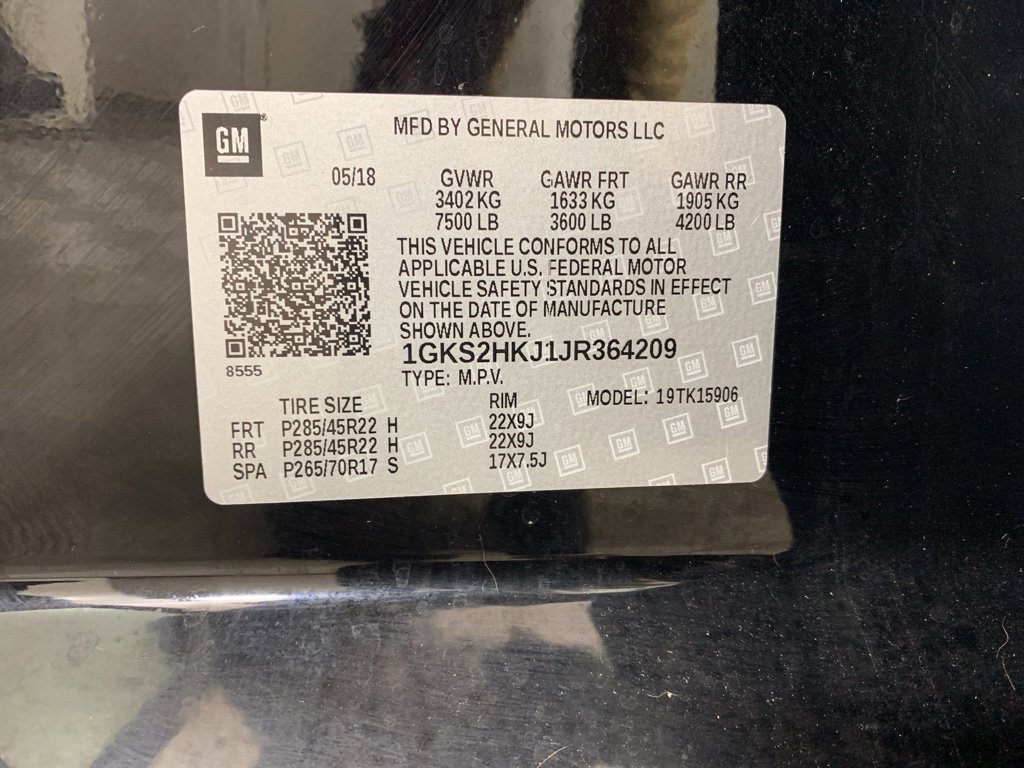 GM
MFD BY GENERAL MOTORS LLC
05/18
GVWR GAWR FRT GAWR RR
3402 KG 1633 KG 1905 KG
7500 LB 3600 LB 4200 LB
THIS VEHICLE CONFORMS TO ALL
APPLICABLE U.S. FEDERAL MOTOR
VEHICLE SAFETY STANDARDS IN EFFECT
ON THE DATE OF MANUFACTURE
SHOWN ABOVE.
1GKS2HKJ1JR364209
8555
TYPE: M.P.V.
MODEL: 19TK15906
TIRE SIZE RIM
FRT P285/45R22 H 22X9J
RR P285/45R22 H 22X9J
SPA P265/70R17 S 17X7.5J